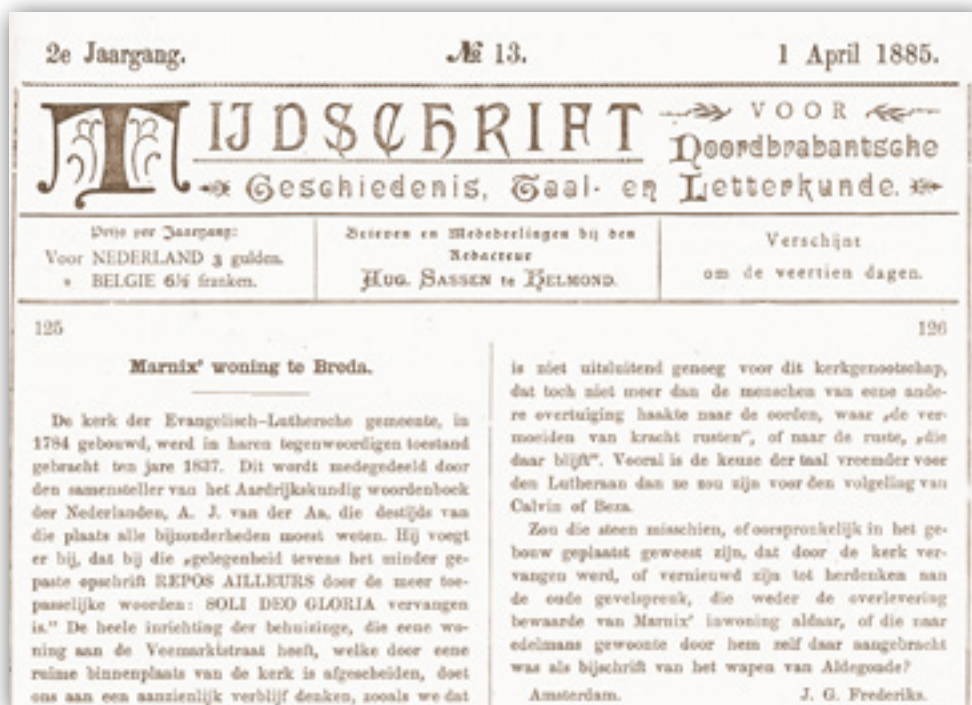 2e Jaargang.
№ 13.
1 April 1885.
TIJDSCHRIFT VOOR Noordbrabantsche
Geschiedenis, Taal- en Letterkunde.
Prijs per Jaargang:
Voor NEDERLAND 3 gulden.
" BELGIE 6½ franken.
Brieven en Mededeelingen bij den
Redacteur
AUG. SASSEN te HELMOND.
Verschijnt
om de veertien dagen.
125
Marnix' woning te Breda.
De kerk der Evangelisch-Luthersche gemeente, in
1784 gebouwd, werd in haren tegenwoordigen toestand
gebracht ten jare 1837. Dit wordt medegedeeld door
den samensteller van het Aardrijkskundig woordenboek
der Nederlanden, A. J. van der Aa, die destijds van
die plaats alle bijzonderheden moest weten. Hij voegt
er bij, dat bij die „gelegenheid tevens het minder ge-
paste opschrift REPOS AILLEURS door de meer toe-
passelijke woorden: SOLI DEO GLORIA vervangen
is." De heele inrichting der behuizinge, die eene wo-
ning aan de Veemarktstraat heeft, welke door eene
ruime binnenplaats van de kerk is afgescheiden, doet
ons aan een aanzienlijk verblijf denken, zooals we dat
126
is niet uitsluitend genoeg voor dit kerkgenootschap,
dat toch niet meer dan de menschen van eene ande-
re overtuiging haakte naar de oorden, waar „de ver-
moeiden van kracht rusten", of naar de ruste, „die
daar blijft". Vooral is de keuze der taal vreemder voor
den Lutheraan dan ze zou zijn voor den volgeling van
Calvin of Beza.
Zou die steen misschien, of oorspronkelijk in het ge-
bouw geplaatst geweest zijn, dat door de kerk ver-
vangen werd, of vernieuwd zijn tot herdenken aan
de oude gevelspreuk, die weder de overlevering
bewaarde van Marnix' inwoning aldaar, of die naar
edelmans gewoonte door hem zelf daar aangebracht
was als bijschrift van het wapen van Aldegonde?
Amsterdam. J. G. Frederiks.